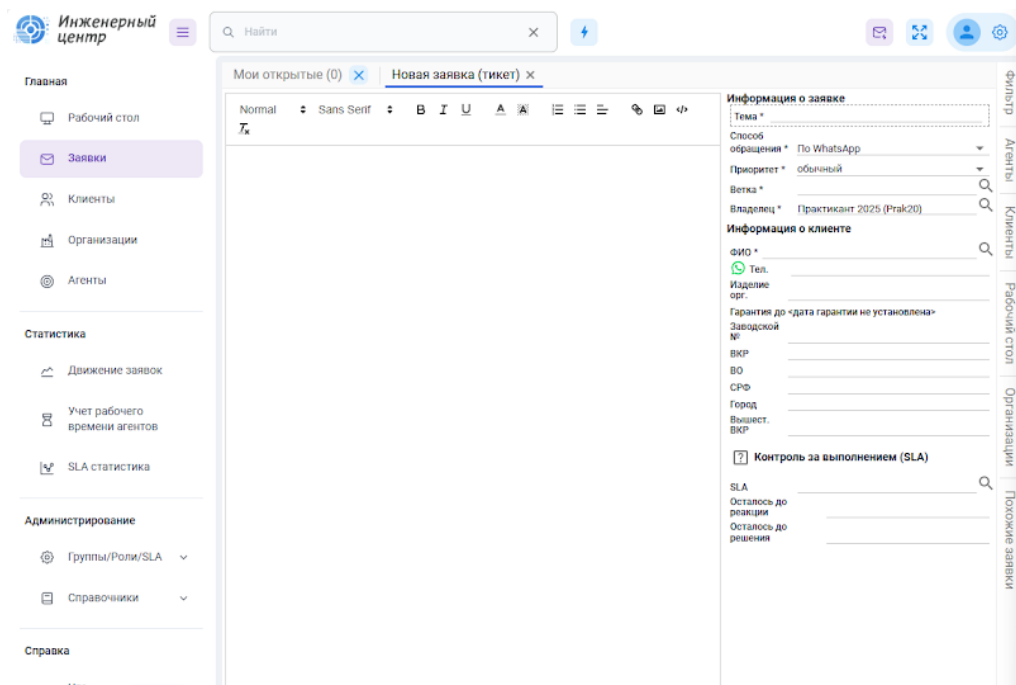 Инженерный
центр
Найти
Главная
Рабочий стол
Заявки
Клиенты
Организации
Агенты
Статистика
Движение заявок
Учет рабочего
времени агентов
SLA статистика
Администрирование
Группы/Роли/SLA
Справочники
Справка
Мои открытые (0)
Новая заявка (тикет)
Normal Sans Serif B I U A A
Информация о заявке
Тема *
Способ
обращения * По WhatsApp
Приоритет * обычный
Ветка *
Владелец * Практикант 2025 (Prak20)
Информация о клиенте
ФИО *
Тел.
Изделие
орг.
Гарантия до <дата гарантии не установлена>
Заводской
№
ВКР
ВО
СРФ
Город
Вышест.
ВКР
? Контроль за выполнением (SLA)
SLA
Осталось до
реакции
Осталось до
решения
Фильтр
Агенты
Клиенты
Рабочий стол
Организации
Похожие заявки